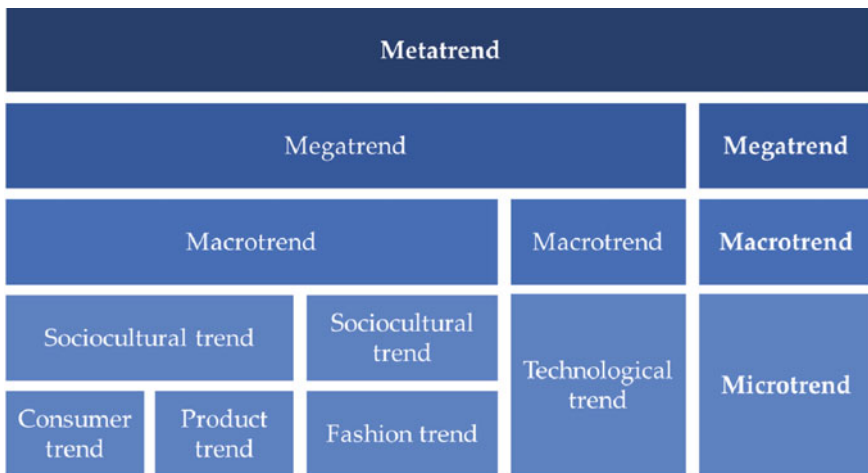 Metatrend
Megatrend
Megatrend
Macrotrend
Macrotrend
Macrotrend
Sociocultural trend
Sociocultural
trend
Technological
trend
Microtrend
Consumer
trend
Product
trend
Fashion trend